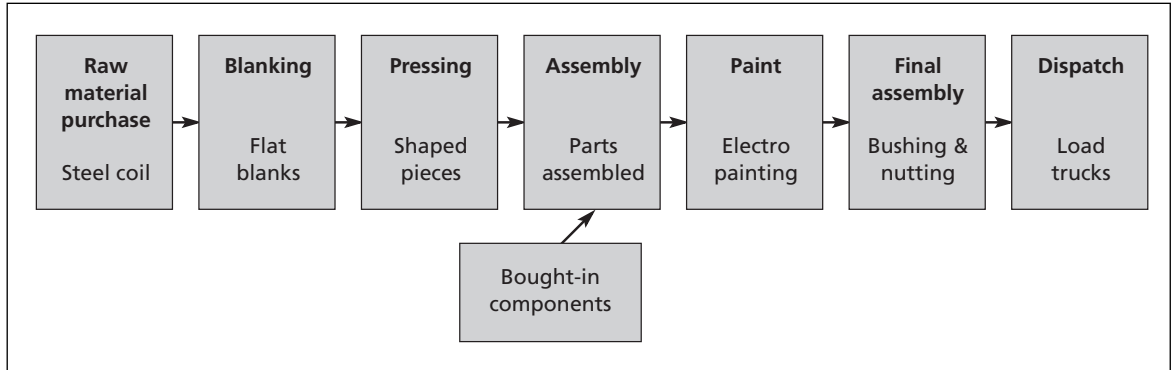 Raw
material
purchase
Steel coil
Blanking
Flat
blanks
Pressing
Shaped
pieces
Assembly
Parts
assembled
Paint
Electro
painting
Final
assembly
Bushing &
nutting
Dispatch
Load
trucks
Bought-in
components